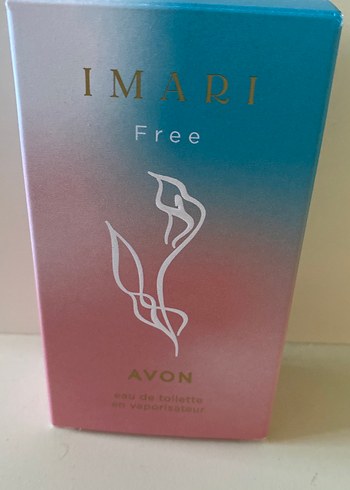 IMARI
Free
AVON
eau de toilette
en vaporisateur